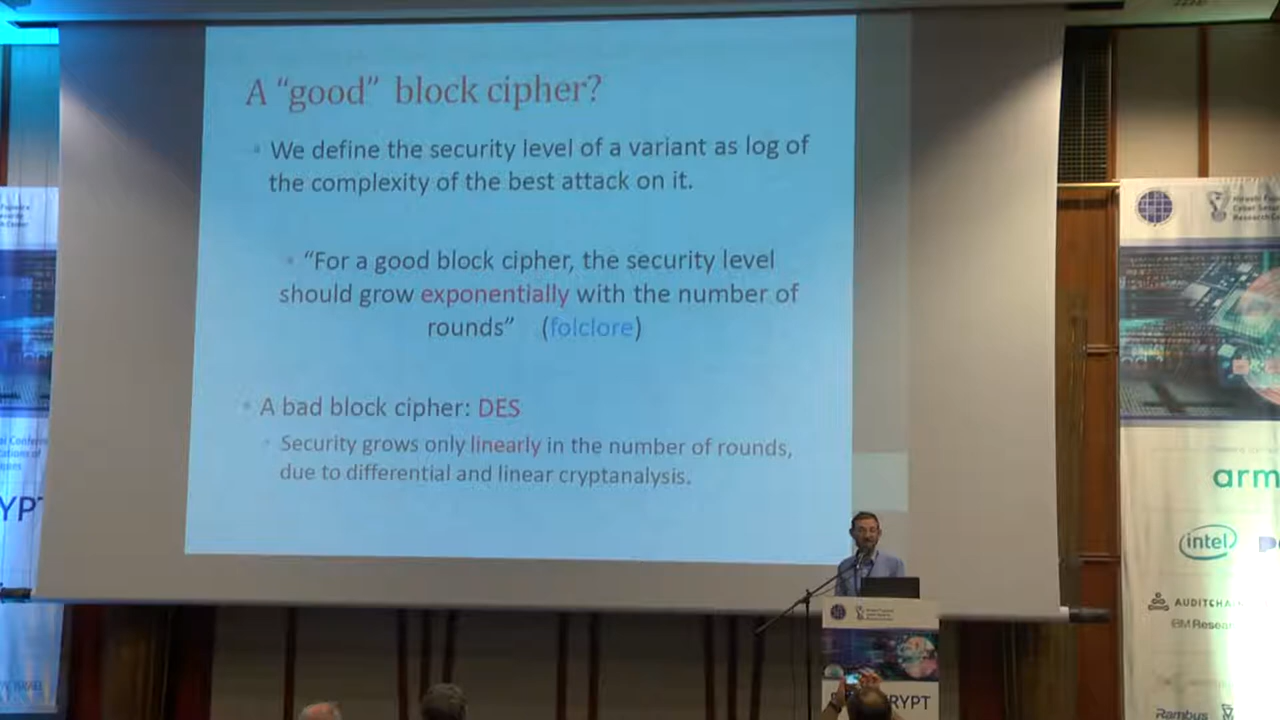 A “good” block cipher?
We define the security level of a variant as log of
the complexity of the best attack on it.
“For a good block cipher, the security level
should grow exponentially with the number of
rounds” (folclore)
A bad block cipher: DES
Security grows only linearly in the number of rounds,
due to differential and linear cryptanalysis.
arm
intel
AUDITCHA
IBM Resear
Rambus
RYPT
YPT
ISRAEL